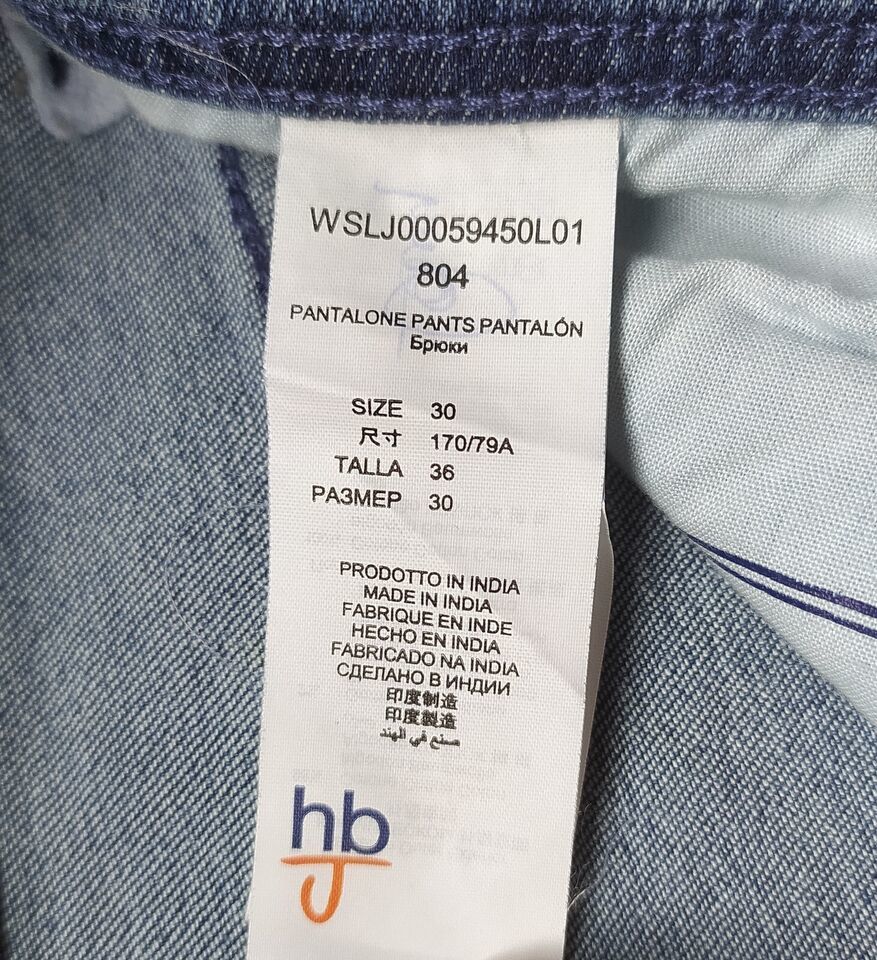 WSLJ00059450L01
804
PANTALONE PANTS PANTALÓN
Брюки
SIZE 30
尺寸 170/79A
TALLA 36
РАЗМЕР 30
PRODOTTO IN INDIA
MADE IN INDIA
FABRIQUE EN INDE
HECHO EN INDIA
FABRICADO NA INDIA
СДЕЛАНО В ИНДИИ
印度制造
印度製造
صنع في الهند
hb
J